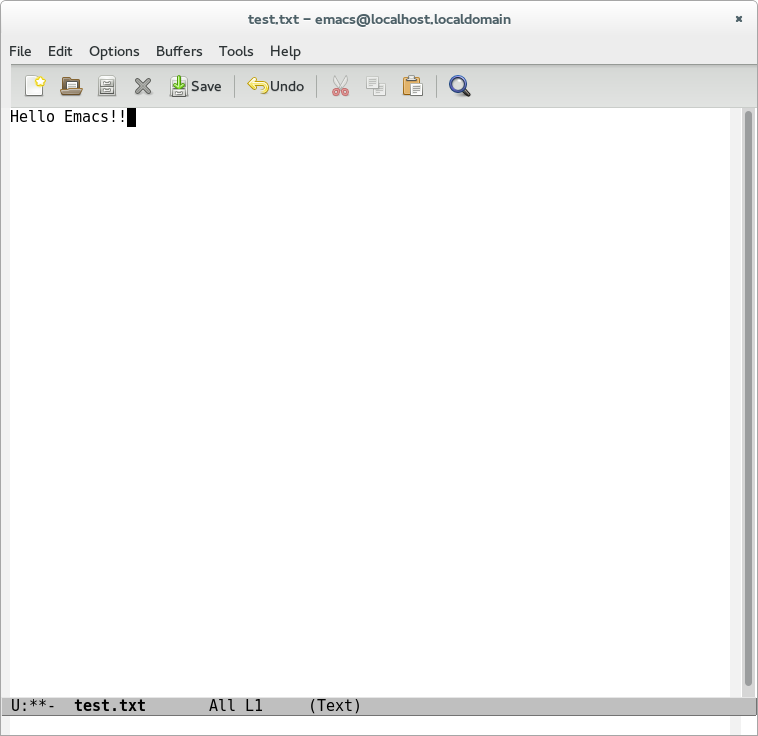 test.txt – emacs@localhost.localdomain
File Edit Options Buffers Tools Help
Save Undo
Hello Emacs!!
U:**-  test.txt       All L1     (Text)